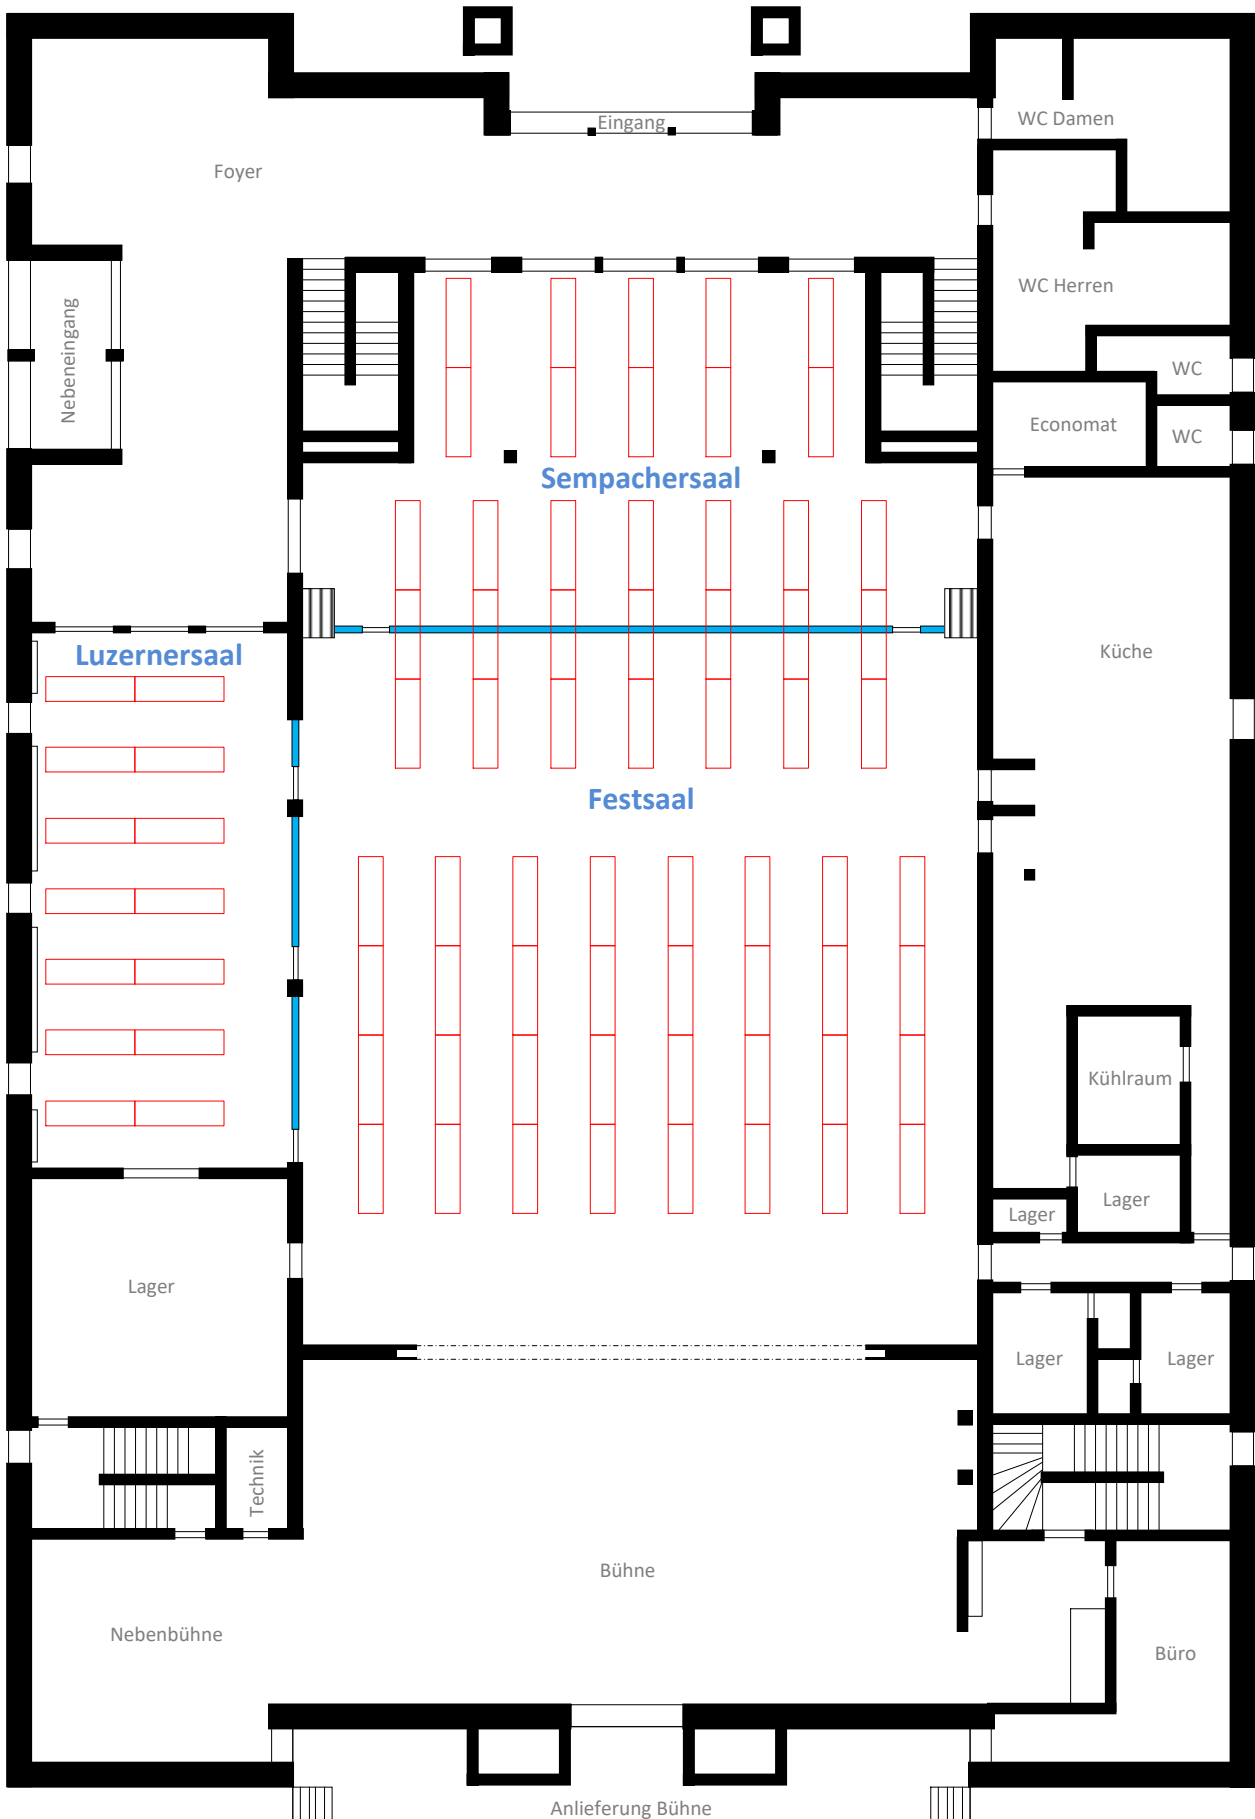 Eingang
WC Damen
Foyer
WC Herren
Nebeneingang
WC
Economat
WC
Sempachersaal
Luzernersaal
Küche
Festsaal
Kühlraum
Lager
Lager
Lager
Lager
Lager
Technik
Bühne
Nebenbühne
Büro
Anlieferung Bühne